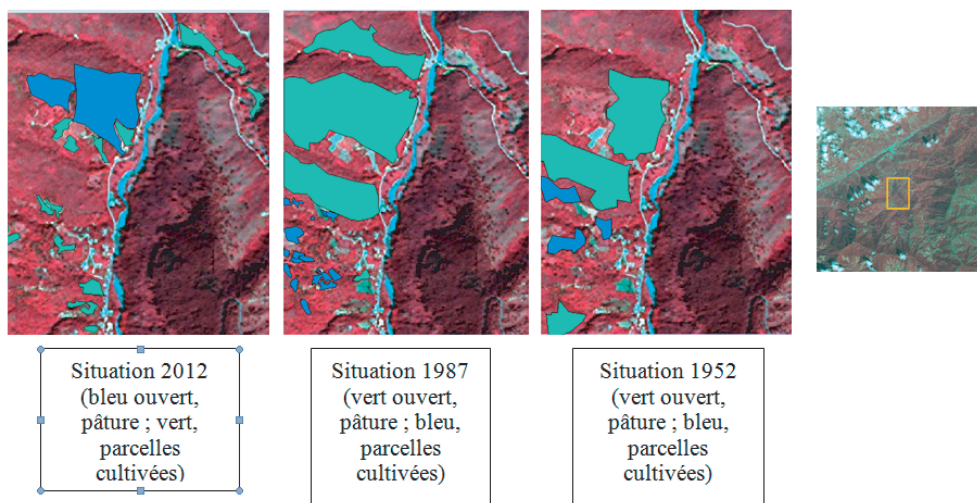 Situation 2012
(bleu ouvert,
pâture ; vert,
parcelles
cultivées)
Situation 1987
(vert ouvert,
pâture ; bleu,
parcelles
cultivées)
Situation 1952
(vert ouvert,
pâture ; bleu,
parcelles
cultivées)